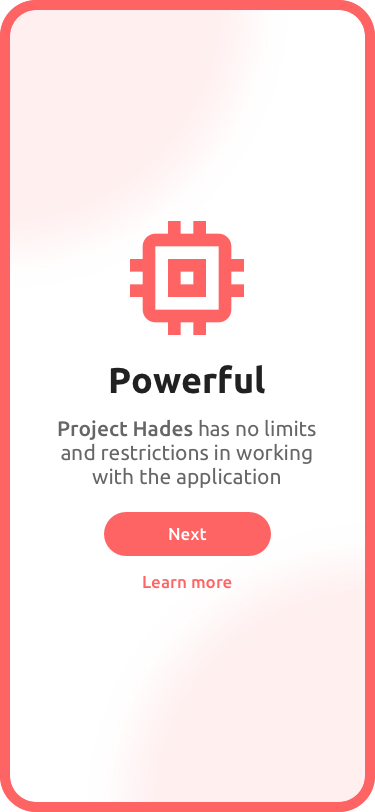 Powerful
Project Hades has no limits
and restrictions in working
with the application
Next
Learn more